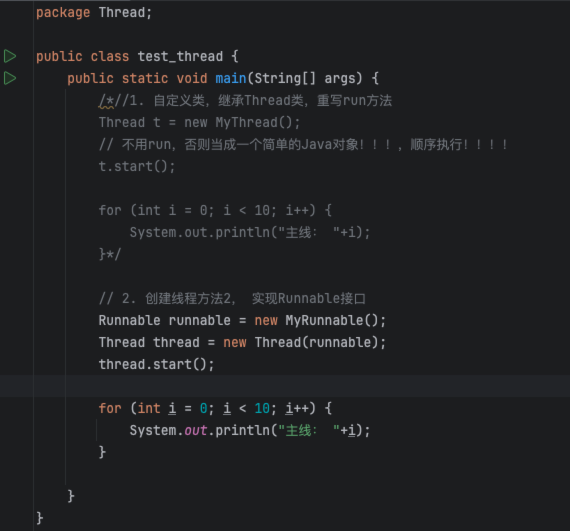 package Thread;
public class test_thread {
public static void main(String[] args) {
/*//1. 自定义类，继承Thread类，重写run方法
Thread t = new MyThread();
// 不用run，否则当成一个简单的Java对象！！！，顺序执行！！！！
t.start();
for (int i = 0; i < 10; i++) {
System.out.println("主线： "+i);
}*/
// 2. 创建线程方法2， 实现Runnable接口
Runnable runnable = new MyRunnable();
Thread thread = new Thread(runnable);
thread.start();
for (int i = 0; i < 10; i++) {
System.out.println("主线： "+i);
}
}
}